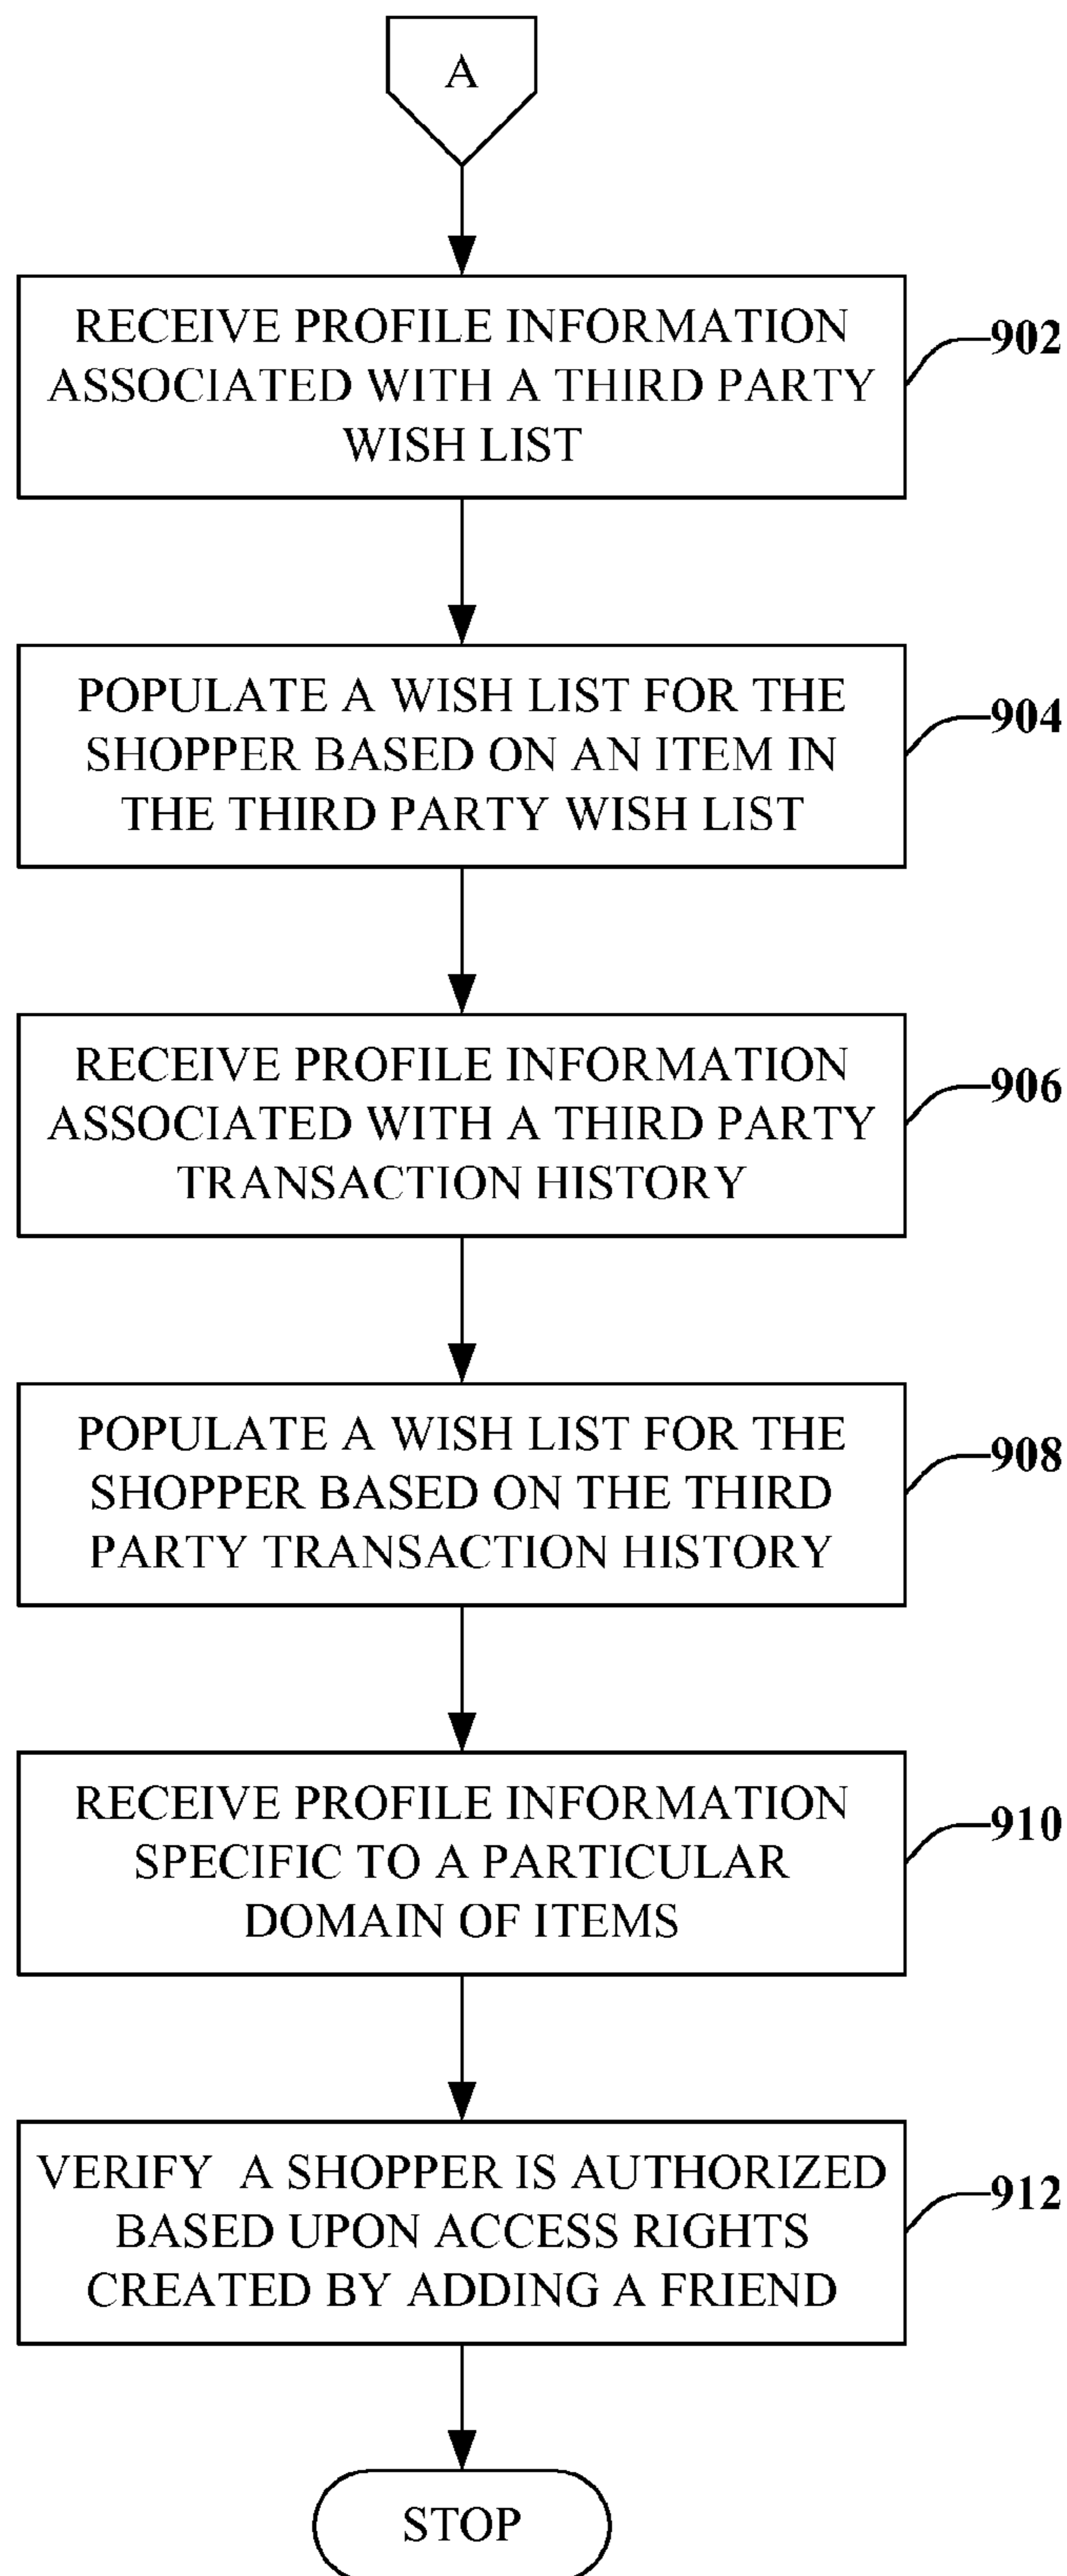 A
RECEIVE PROFILE INFORMATION
ASSOCIATED WITH A THIRD PARTY
WISH LIST
902
POPULATE A WISH LIST FOR THE
SHOPPER BASED ON AN ITEM IN
THE THIRD PARTY WISH LIST
904
RECEIVE PROFILE INFORMATION
ASSOCIATED WITH A THIRD PARTY
TRANSACTION HISTORY
906
POPULATE A WISH LIST FOR THE
SHOPPER BASED ON THE THIRD
PARTY TRANSACTION HISTORY
908
RECEIVE PROFILE INFORMATION
SPECIFIC TO A PARTICULAR
DOMAIN OF ITEMS
910
VERIFY A SHOPPER IS AUTHORIZED
BASED UPON ACCESS RIGHTS
CREATED BY ADDING A FRIEND
912
STOP